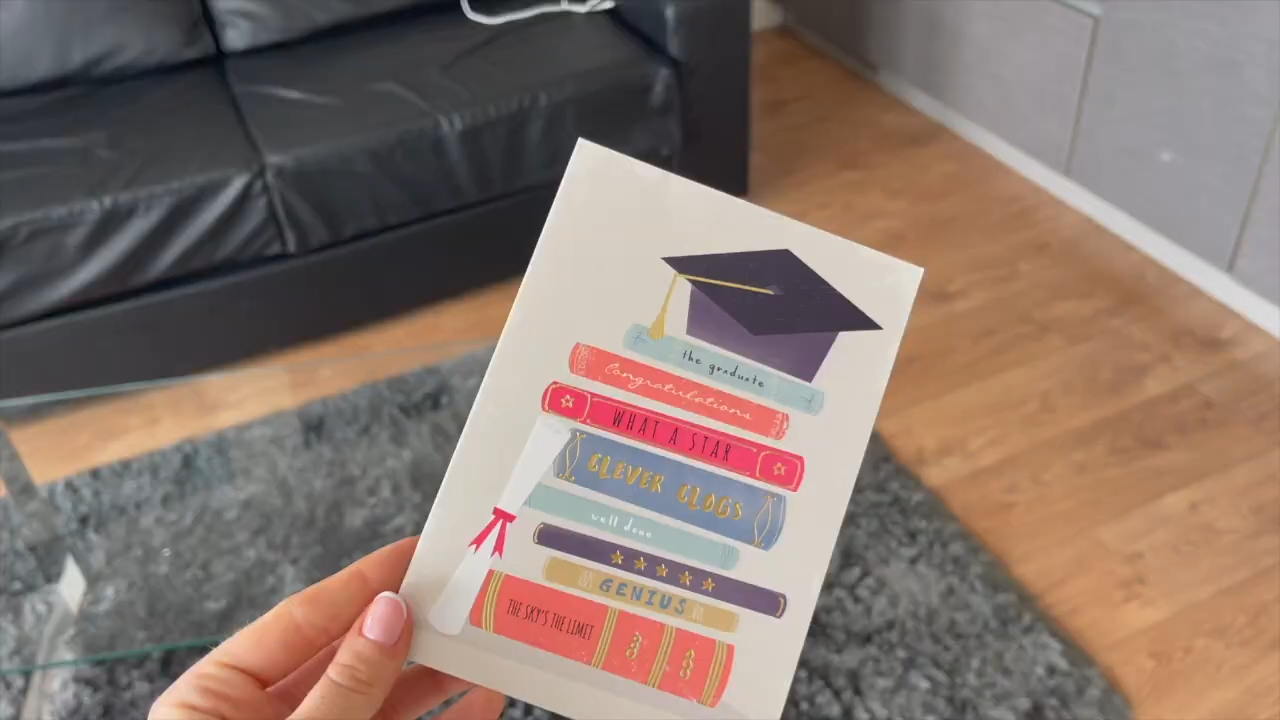 the graduate
Congratulations
WHAT A STAR
CLEVER CLOGS
well done
GENIUS
THE SKY'S THE LIMIT